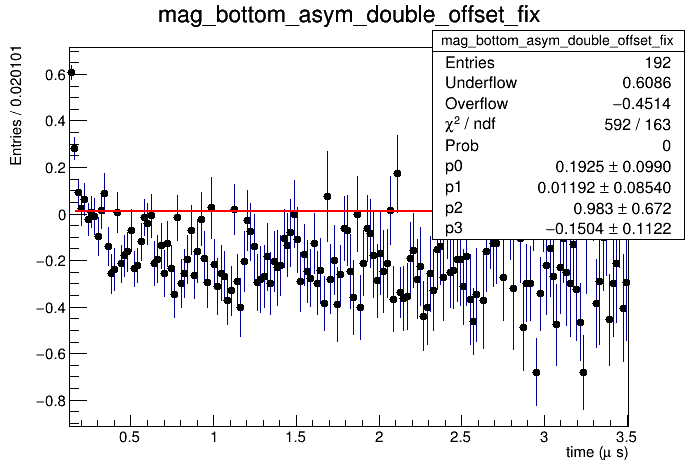 mag_bottom_asym_double_offset_fix
mag_bottom_asym_double_offset_fix
Entries 192
Underflow 0.6086
Overflow −0.4514
χ² / ndf 592 / 163
Prob 0
p0 0.1925 ± 0.0990
p1 0.01192 ± 0.08540
p2 0.983 ± 0.672
p3 −0.1504 ± 0.1122
Entries / 0.020101
0.6
0.4
0.2
0
−0.2
−0.4
−0.6
−0.8
0.5 1 1.5 2 2.5 3 3.5
time (μ s)